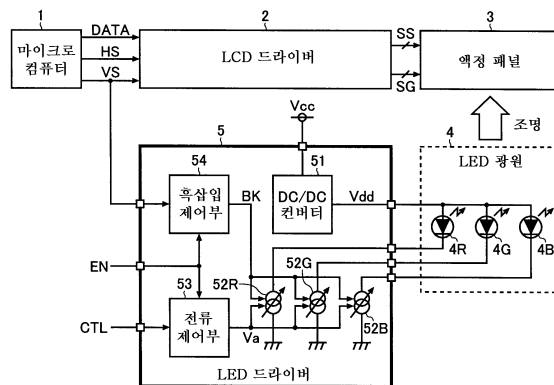 1
마이크로
컴퓨터
DATA
HS
VS
2
LCD 드라이버
SS
SG
3
액정 패널
조명
Vcc
4
LED 광원
4R
4G
4B
5
54
흑삽입
제어부
BK
51
DC/DC
컨버터
Vdd
EN
53
전류
제어부
CTL
Va
52R
52G
52B
LED 드라이버